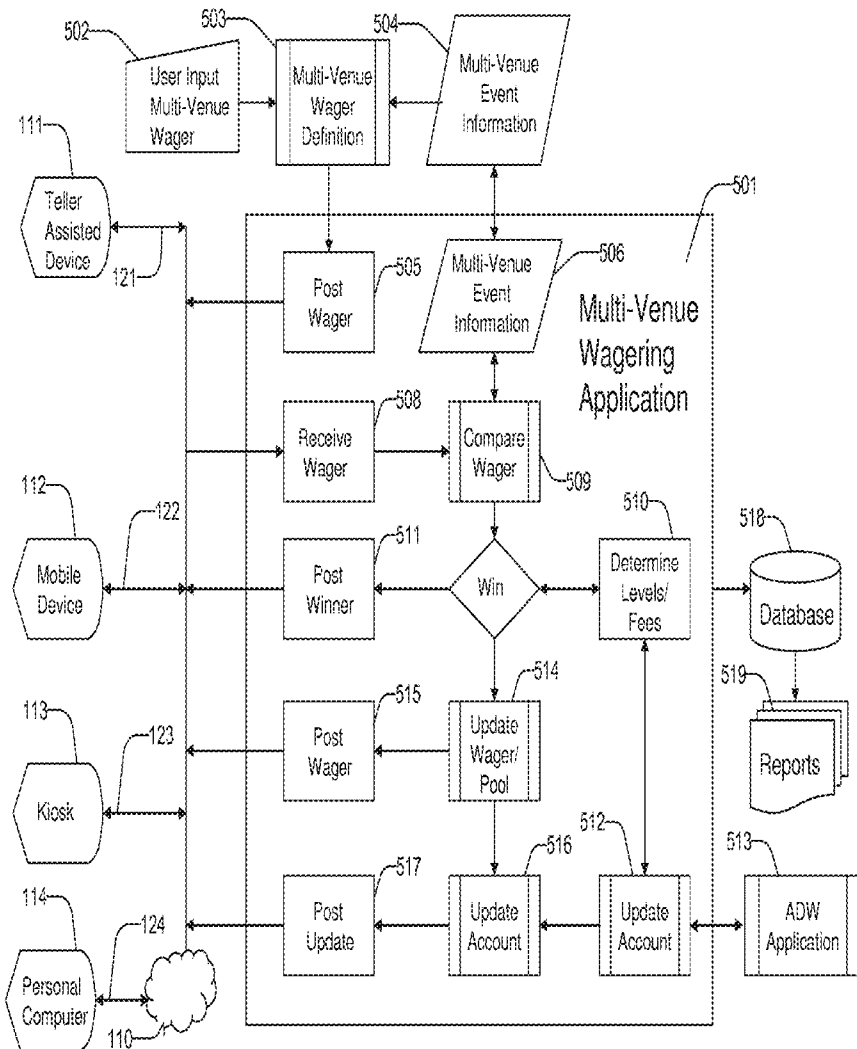 502
503
504
User Input
Multi-Venue
Wager
Multi-Venue
Wager
Definition
Multi-Venue
Event
Information
111
Teller
Assisted
Device
121
501
Post
Wager
505
Multi-Venue
Event
Information
506
Multi-Venue
Wagering
Application
508
Receive
Wager
Compare
Wager
509
112
122
Mobile
Device
511
Post
Winner
Win
510
Determine
Levels/
Fees
518
Database
519
Reports
113
123
Kiosk
515
Post
Wager
514
Update
Wager/
Pool
114
124
Personal
Computer
110
517
Post
Update
516
Update
Account
512
Update
Account
513
ADW
Application